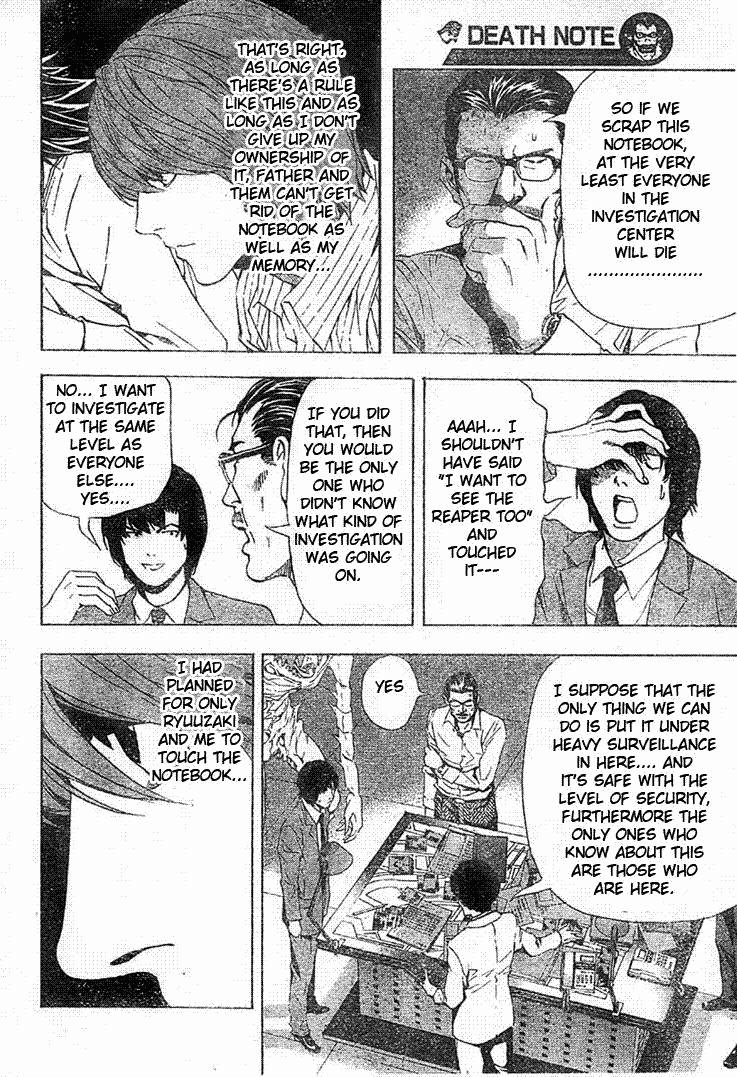 DEATH NOTE
SO IF WE
SCRAP THIS
NOTEBOOK,
AT THE VERY
LEAST EVERYONE
IN THE
INVESTIGATION
CENTER
WILL DIE
.......................
THAT'S RIGHT.
AS LONG AS
THERE'S A RULE
LIKE THIS AND AS
LONG AS I DON'T
GIVE UP MY
OWNERSHIP OF
IT, FATHER AND
THEM CAN'T GET
RID OF THE
NOTEBOOK AS
WELL AS MY
MEMORY...
AAAH... I
SHOULDN'T
HAVE SAID
"I WANT TO
SEE THE
REAPER TOO"
AND
TOUCHED
IT---
IF YOU DID
THAT, THEN
YOU WOULD
BE THE ONLY
ONE WHO
DIDN'T KNOW
WHAT KIND OF
INVESTIGATION
WAS GOING
ON.
NO... I WANT
TO INVESTIGATE
AT THE SAME
LEVEL AS
EVERYONE
ELSE....
YES....
I SUPPOSE THAT THE
ONLY THING WE CAN
DO IS PUT IT UNDER
HEAVY SURVEILLANCE
IN HERE.... AND
IT'S SAFE WITH THE
LEVEL OF SECURITY,
FURTHERMORE THE
ONLY ONES WHO
KNOW ABOUT THIS
ARE THOSE WHO
ARE HERE.
YES
I HAD
PLANNED
FOR ONLY
RYUUZAKI
AND ME TO
TOUCH THE
NOTEBOOK...